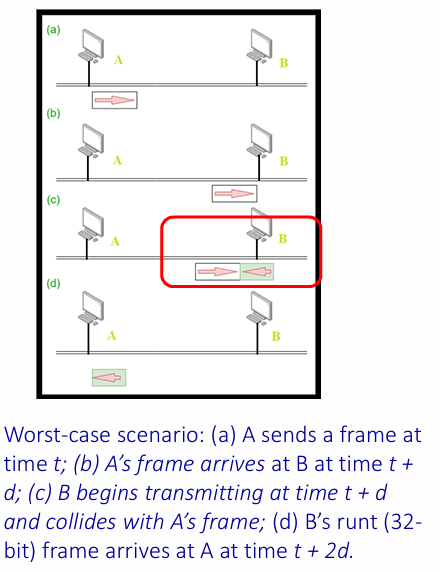 (a)
A
B
(b)
A
B
(c)
A
B
(d)
A
B
Worst-case scenario: (a) A sends a frame at
time t; (b) A’s frame arrives at B at time t +
d; (c) B begins transmitting at time t + d
and collides with A’s frame; (d) B’s runt (32-
bit) frame arrives at A at time t + 2d.